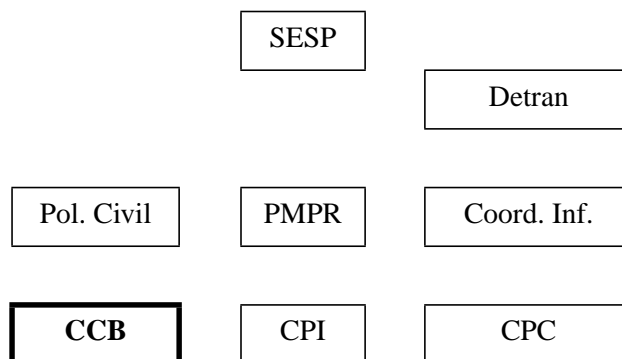 SESP
Detran
Pol. Civil
PMPR
Coord. Inf.
CCB
CPI
CPC